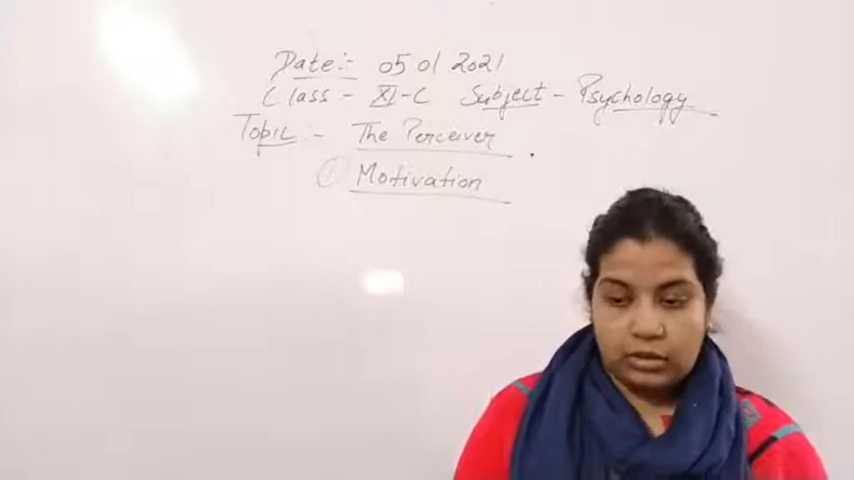 Date:- 05 01 2021
Class - XI-C Subject - Psychology
Topic :- The Perceiver
① Motivation